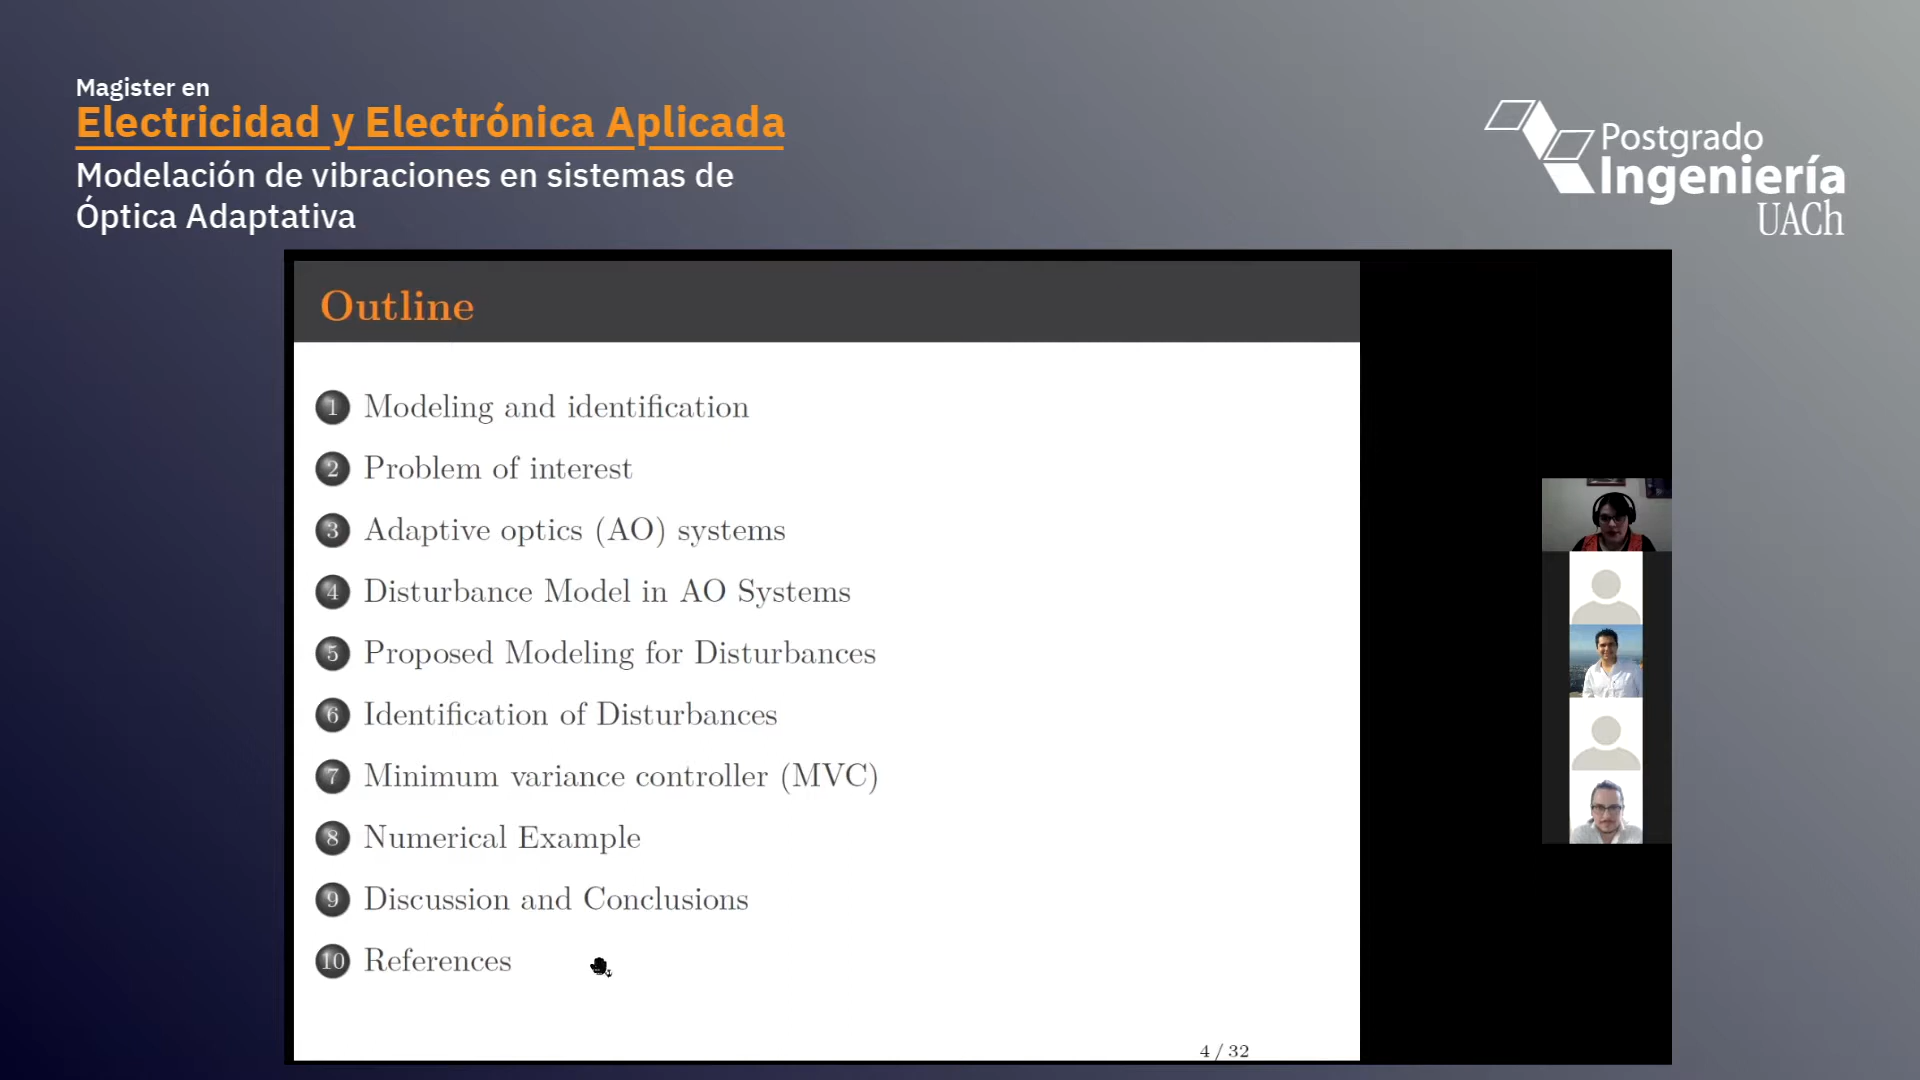 Magister en
Electricidad y Electrónica Aplicada
Modelación de vibraciones en sistemas de
Óptica Adaptativa
Postgrado
Ingeniería
UACh
Outline
1 Modeling and identification
2 Problem of interest
3 Adaptive optics (AO) systems
4 Disturbance Model in AO Systems
5 Proposed Modeling for Disturbances
6 Identification of Disturbances
7 Minimum variance controller (MVC)
8 Numerical Example
9 Discussion and Conclusions
10 References
4 / 32